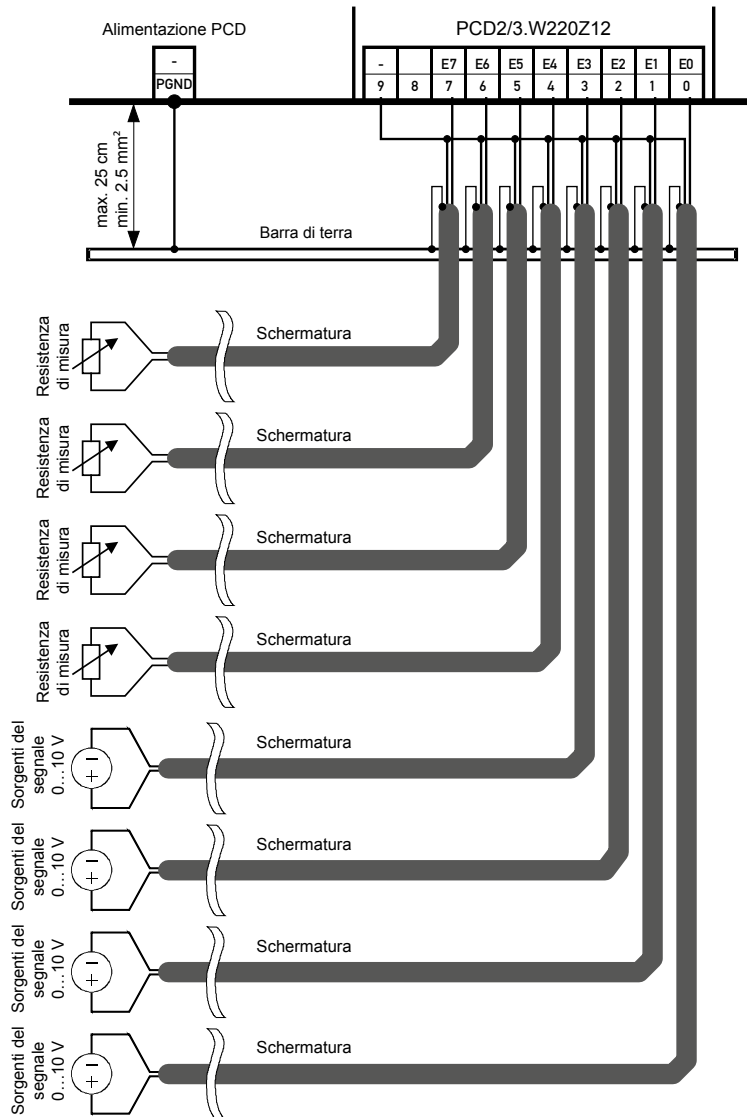 Alimentazione PCD
PCD2/3.W220Z12
-
PGND
- E7 E6 E5 E4 E3 E2 E1 E0
9 8 7 6 5 4 3 2 1 0
max. 25 cm
min. 2.5 mm²
Barra di terra
Resistenza
di misura
Schermatura
Resistenza
di misura
Schermatura
Resistenza
di misura
Schermatura
Resistenza
di misura
Schermatura
Sorgenti del
segnale
0...10 V
Schermatura
Sorgenti del
segnale
0...10 V
Schermatura
Sorgenti del
segnale
0...10 V
Schermatura
Sorgenti del
segnale
0...10 V
Schermatura